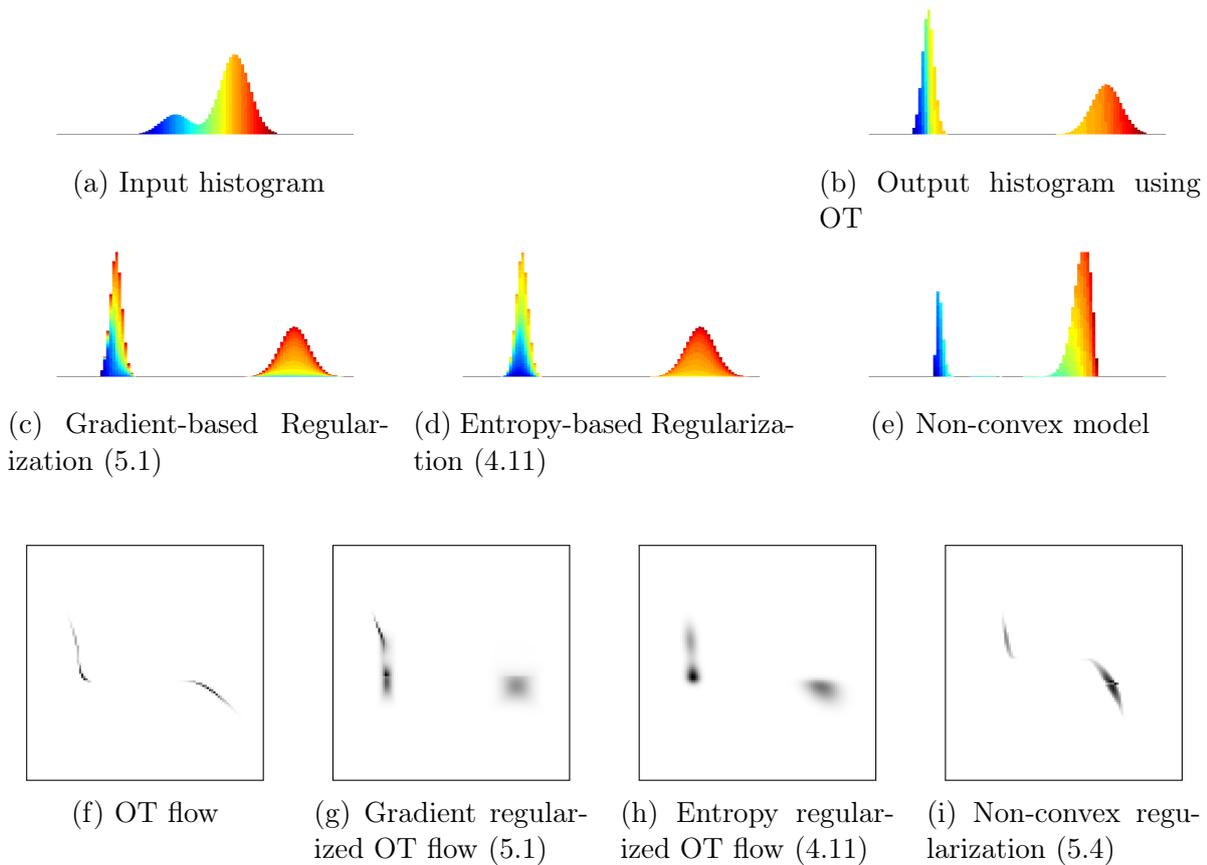 (a) Input histogram
(b) Output histogram using
OT
(c) Gradient-based Regular-
ization (5.1)
(d) Entropy-based Regulariza-
tion (4.11)
(e) Non-convex model
(f) OT flow
(g) Gradient regular-
ized OT flow (5.1)
(h) Entropy regular-
ized OT flow (4.11)
(i) Non-convex regu-
larization (5.4)